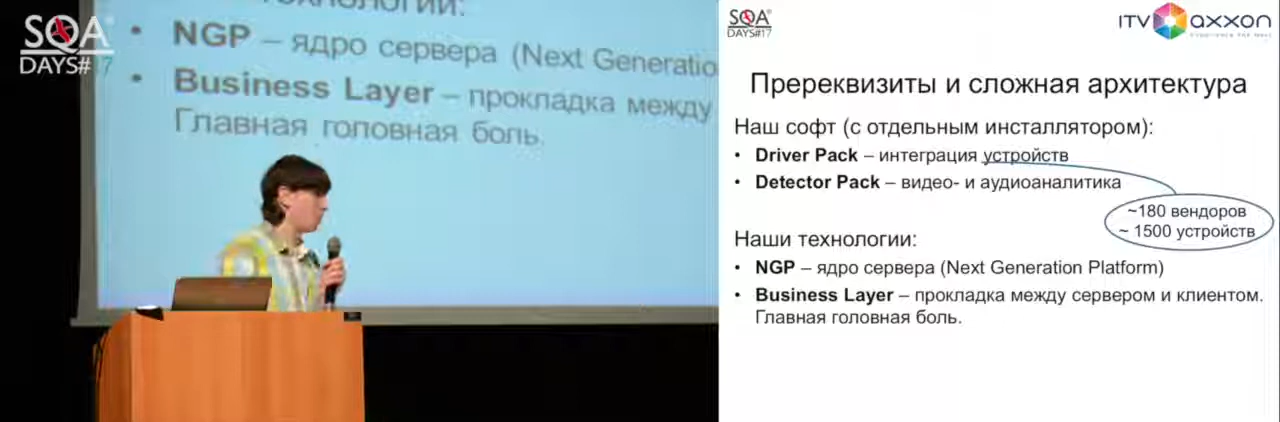 SQA
DAYS#17
ТЕХНОЛОГИИ:
• NGP – ядро сервера (Next Generatio
• Business Layer – прокладка между
Главная головная боль.
SQA
DAYS#17
ITV axxon
Пререквизиты и сложная архитектура
Наш софт (с отдельным инсталлятором):
• Driver Pack – интеграция устройств
• Detector Pack – видео- и аудиоаналитика
~180 вендоров
~ 1500 устройств
Наши технологии:
• NGP – ядро сервера (Next Generation Platform)
• Business Layer – прокладка между сервером и клиентом.
Главная головная боль.